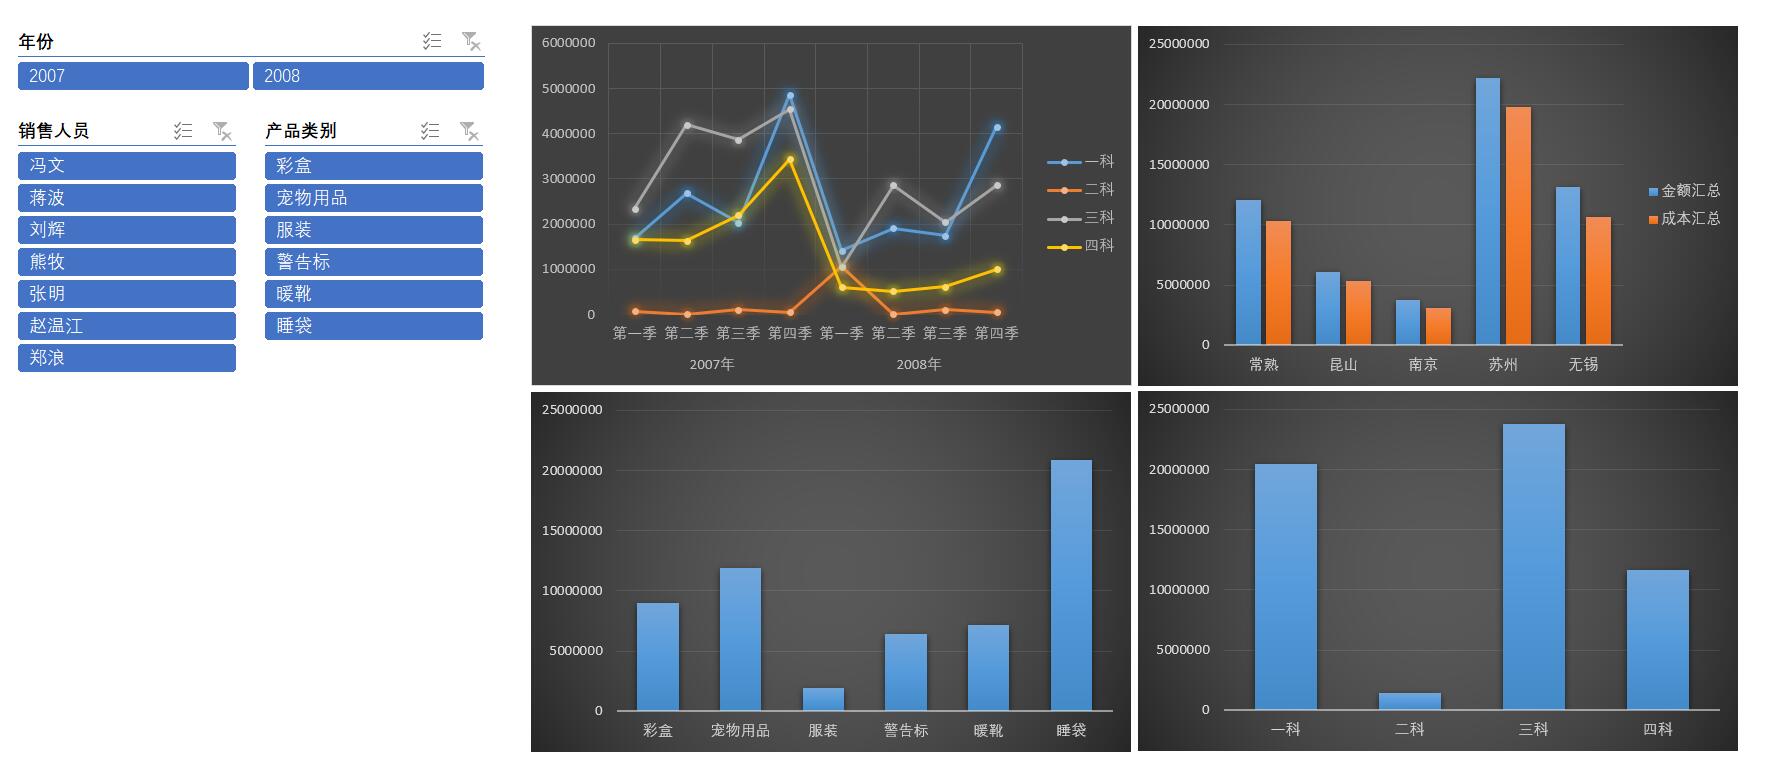 年份
2007
2008
销售人员
冯文
蒋波
刘辉
熊牧
张明
赵温江
郑浪
产品类别
彩盒
宠物用品
服装
警告标
暖靴
睡袋
6000000
5000000
4000000
3000000
2000000
1000000
0
第一季 第二季 第三季 第四季 第一季 第二季 第三季 第四季
2007年 2008年
一科
二科
三科
四科
25000000
20000000
15000000
10000000
5000000
0
常熟 昆山 南京 苏州 无锡
金额汇总
成本汇总
25000000
20000000
15000000
10000000
5000000
0
彩盒 宠物用品 服装 警告标 暖靴 睡袋
25000000
20000000
15000000
10000000
5000000
0
一科 二科 三科 四科